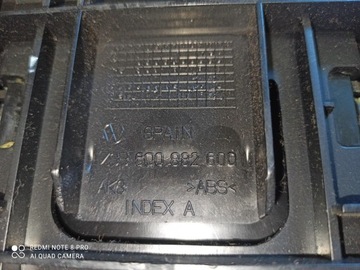 SPAIN
600.882.600
>ABS<
INDEX A
REDMI NOTE 8 PRO
AI QUAD CAMERA